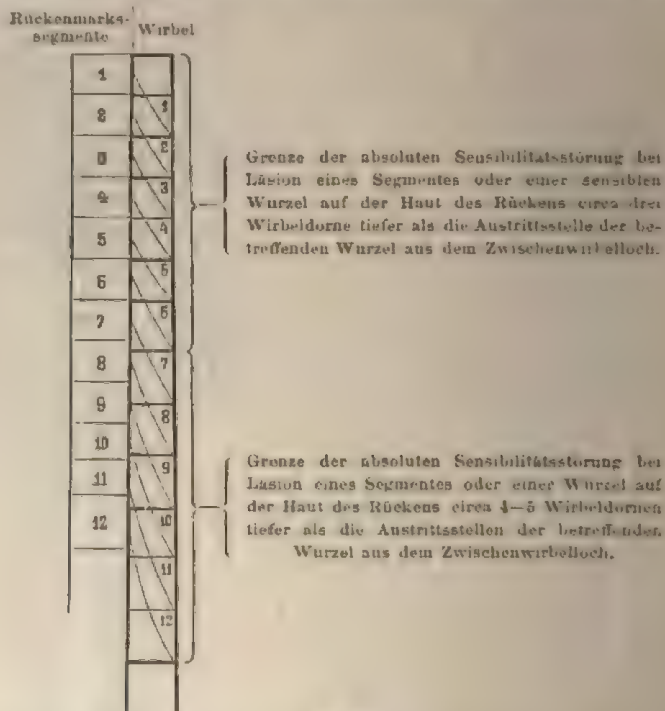 Rückenmarks-
segmente
Wirbel
1
2
3
4
5
6
7
8
9
10
11
12
1
2
3
4
5
6
7
8
9
10
11
12
Grenze der absoluten Sensibilitätsstörung bei
Läsion eines Segmentes oder einer sensiblen
Wurzel auf der Haut des Rückens circa drei
Wirbeldorne tiefer als die Austrittsstelle der be-
treffenden Wurzel aus dem Zwischenwirbelloch.
Grenze der absoluten Sensibilitätsstörung bei
Läsion eines Segmentes oder einer Wurzel auf
der Haut des Rückens circa 4–5 Wirbeldornen
tiefer als die Austrittsstellen der betreffenden
Wurzel aus dem Zwischenwirbelloch.